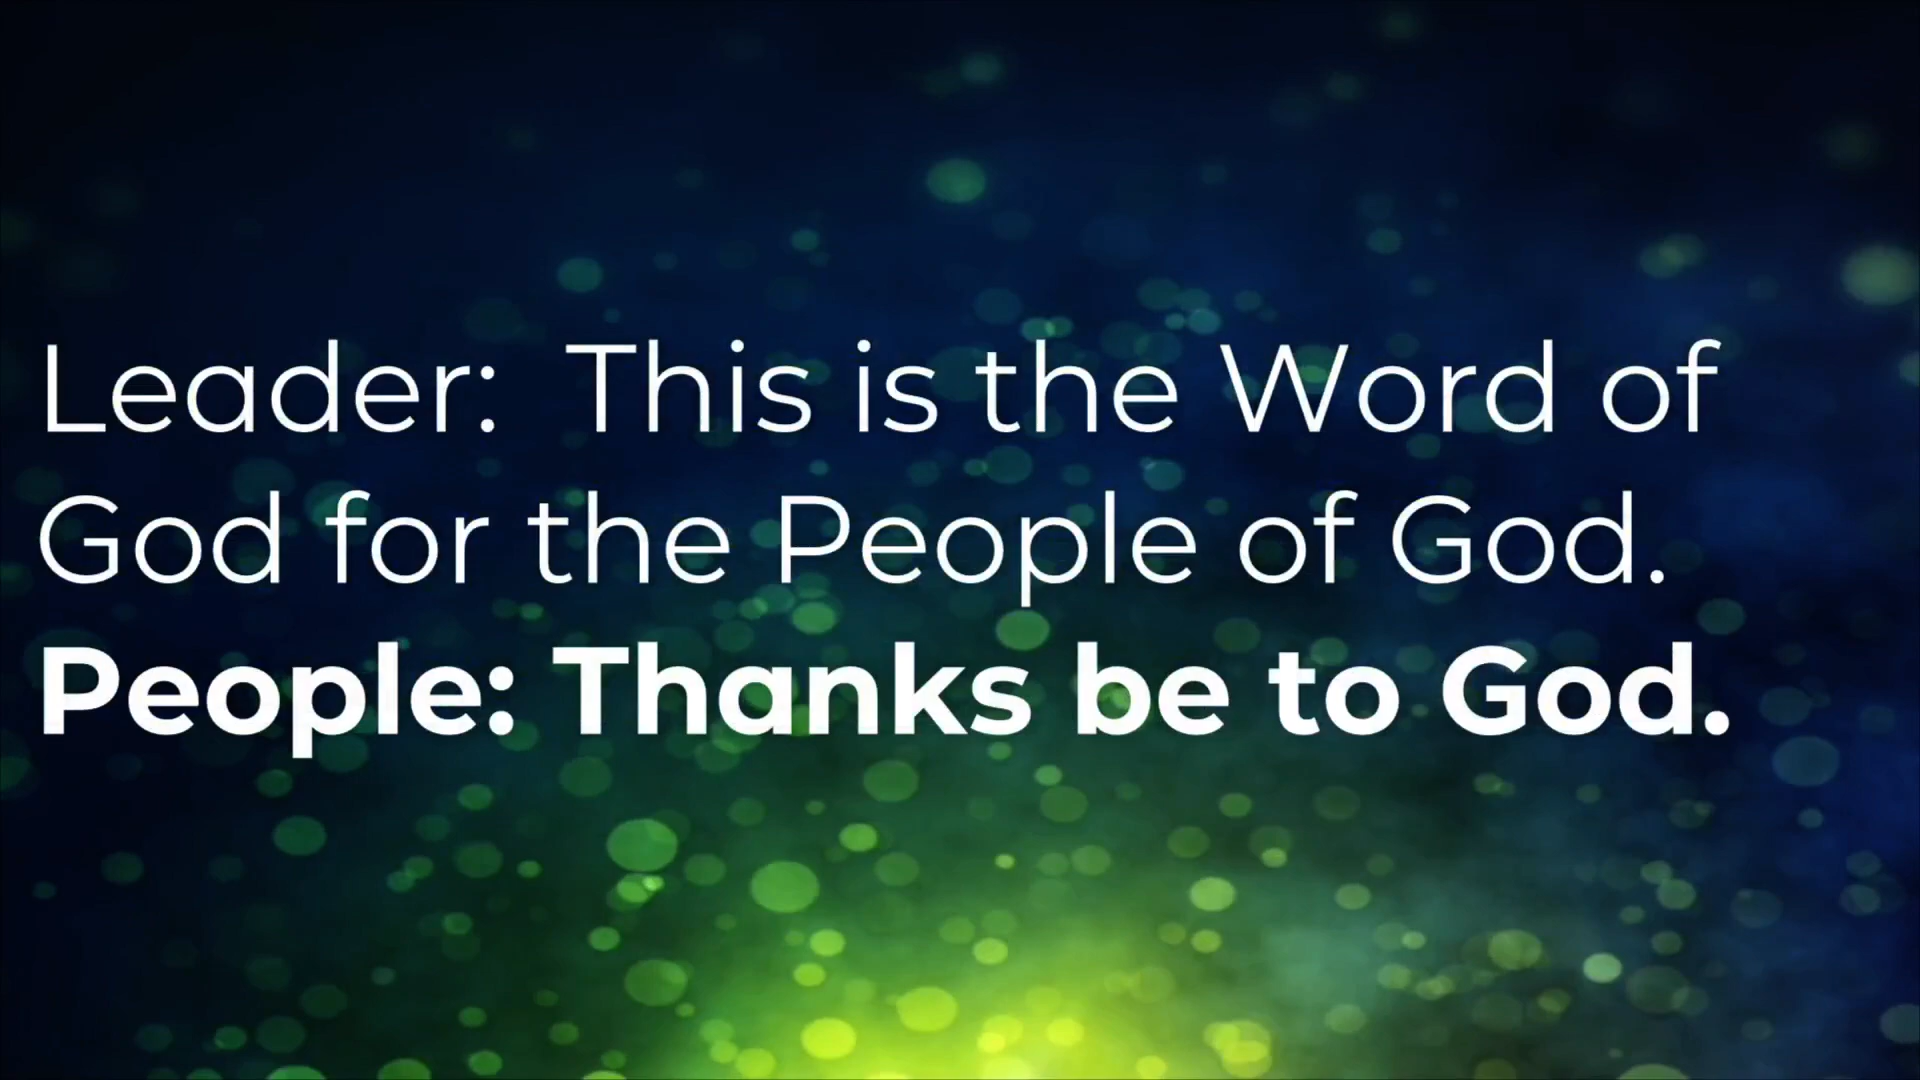 Leader:  This is the Word of
God for the People of God.
People: Thanks be to God.